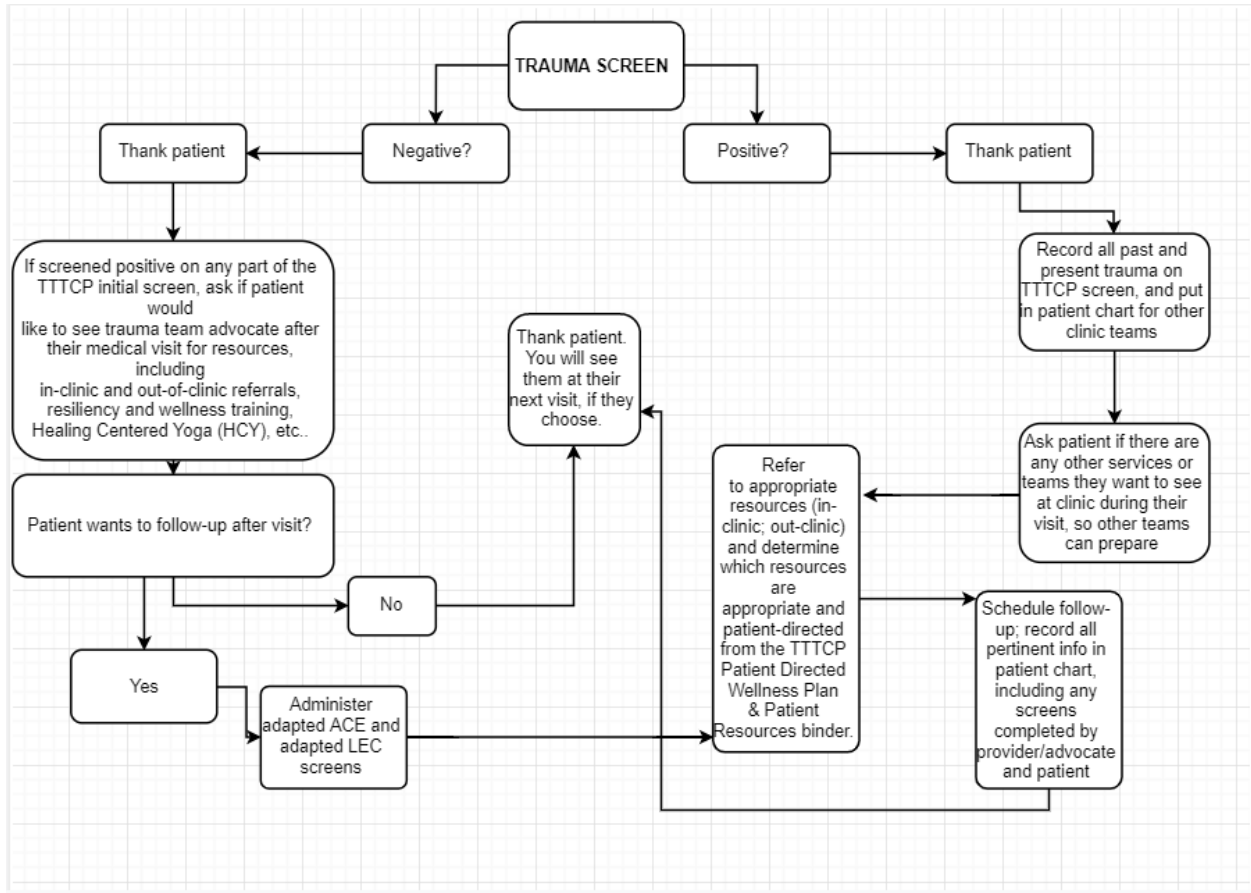 TRAUMA SCREEN
Thank patient
Negative?
Positive?
Thank patient
If screened positive on any part of the
TTTCP initial screen, ask if patient
would
like to see trauma team advocate after
their medical visit for resources,
including
in-clinic and out-of-clinic referrals,
resiliency and wellness training,
Healing Centered Yoga (HCY), etc..
Record all past and
present trauma on
TTTCP screen, and put
in patient chart for other
clinic teams
Thank patient.
You will see
them at their
next visit, if they
choose.
Ask patient if there are
any other services or
teams they want to see
at clinic during their
visit, so other teams
can prepare
Patient wants to follow-up after visit?
Refer
to appropriate
resources (in-
clinic; out-clinic)
and determine
which resources
are
appropriate and
patient-directed
from the TTTCP
Patient Directed
Wellness Plan
& Patient
Resources binder.
No
Schedule follow-
up; record all
pertinent info in
patient chart,
including any
screens
completed by
provider/advocate
and patient
Yes
Administer
adapted ACE and
adapted LEC
screens